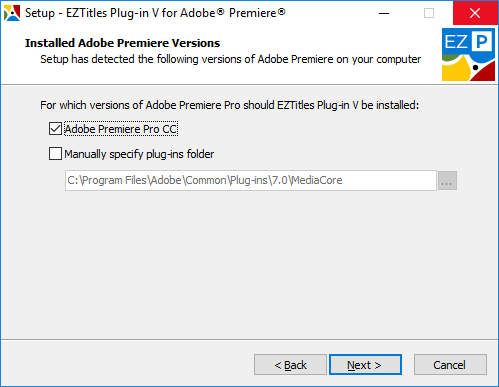 Setup - EZTitles Plug-in V for Adobe® Premiere®
Installed Adobe Premiere Versions
Setup has detected the following versions of Adobe Premiere on your computer
EZ P
For which versions of Adobe Premiere Pro should EZTitles Plug-in V be installed:
Adobe Premiere Pro CC
Manually specify plug-ins folder
C:\Program Files\Adobe\Common\Plug-ins\7.0\MediaCore
...
< Back Next > Cancel